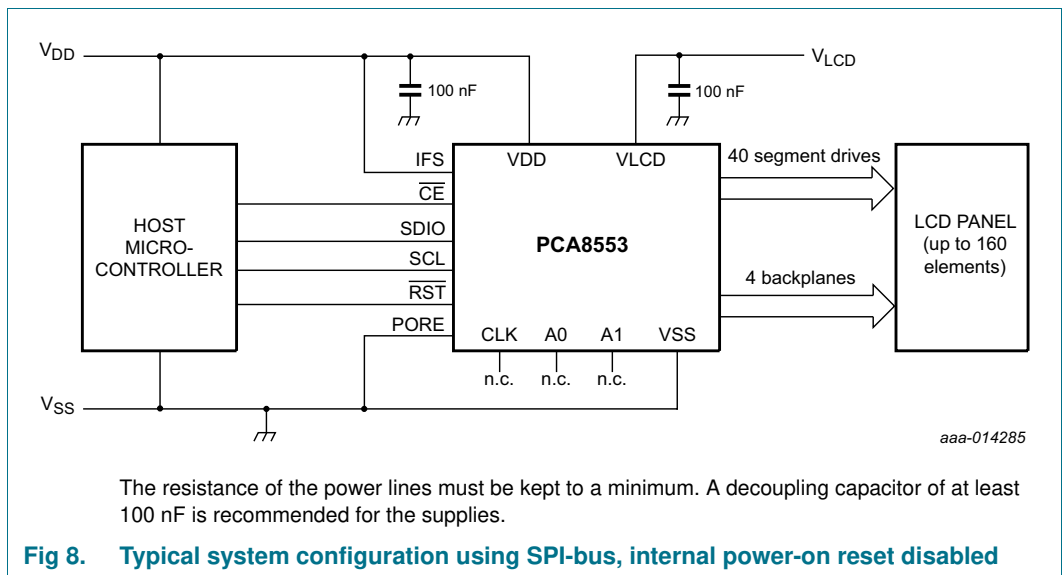 VDD
VLCD
100 nF
100 nF
IFS
VDD
VLCD
40 segment drives
CE
HOST
MICRO-
CONTROLLER
SDIO
PCA8553
LCD PANEL
(up to 160
elements)
SCL
4 backplanes
RST
PORE
CLK
A0
A1
VSS
n.c.
n.c.
n.c.
VSS
aaa-014285
The resistance of the power lines must be kept to a minimum. A decoupling capacitor of at least
100 nF is recommended for the supplies.
Fig 8. Typical system configuration using SPI-bus, internal power-on reset disabled